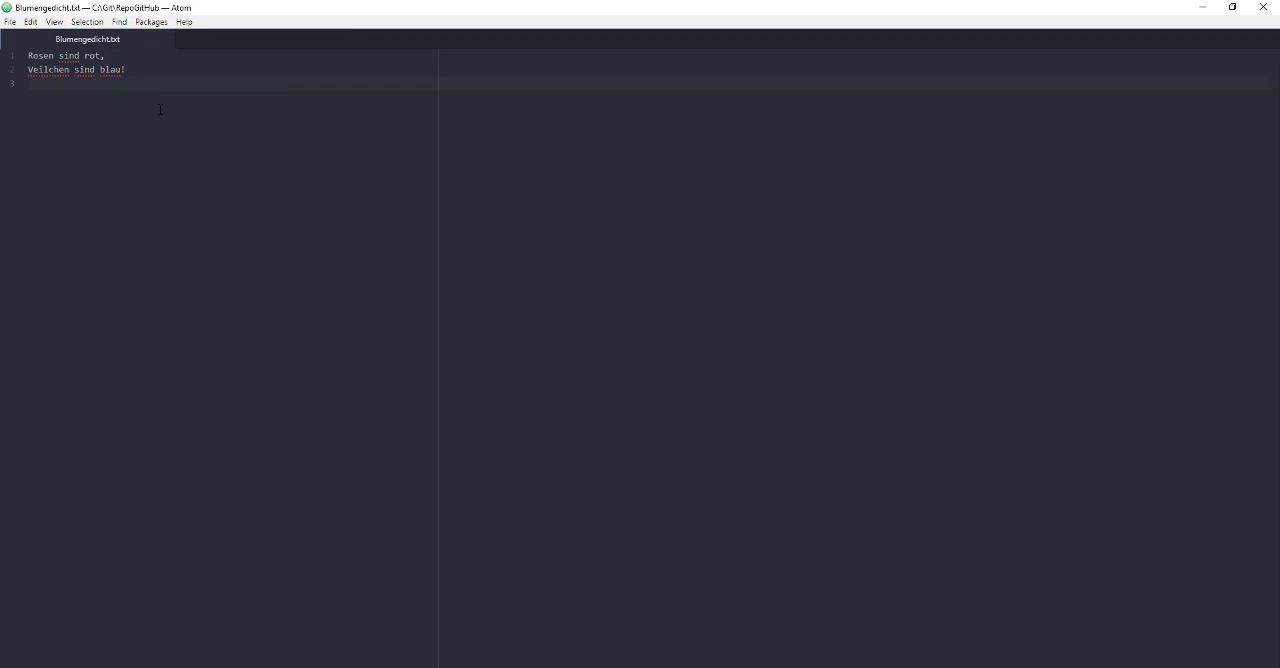 Blumengedicht.txt — C:\Git\RepoGitHub — Atom
File Edit View Selection Find Packages Help
Blumengedicht.txt
1 Rosen sind rot,
2 Veilchen sind blau!
3